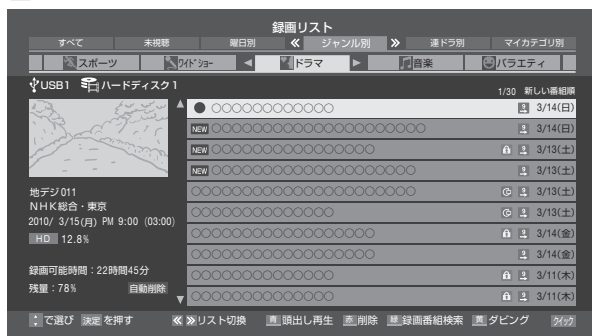 録画リスト
すべて 未視聴 曜日別 ≪ ジャンル別 ≫ 連ドラ別 マイカテゴリ別
スポーツ ﾜｲﾄﾞｼｮｰ ◀ ドラマ ▶ 音楽 バラエティ
USB1 ハードディスク1
1/30 新しい番組順
● ○○○○○○○○○○○○ 3/14(日)
NEW ○○○○○○○○○○○○○○○○○○○○○ 3/14(日)
NEW ○○○○○○○○○○○○○○○○ 3/13(土)
NEW ○○○○○○○○○○○○○○○○○○○○ 3/13(土)
○○○○○○○○○○○○○○○○○○○○○○ 3/13(土)
○○○○○○○○○○○○○○ 3/13(土)
○○○○○○○○○○○○○○○○○○ 3/14(金)
○○○○○○○○○○○○○○○○○○ 3/14(金)
○○○○○○○○○○○○○○ 3/11(木)
○○○○○○○○○○○○○○○○ 3/11(木)
地デジ011
ＮＨＫ総合・東京
2010/ 3/15(月) PM 9:00 (03:00)
HD 12.8%
録画可能時間：22時間45分
残量：78% 自動削除
で選び 決定 を押す ≪ ≫リスト切換 青 頭出し再生 赤 削除 緑 録画番組検索 黄 ダビング ｸｲｯｸ